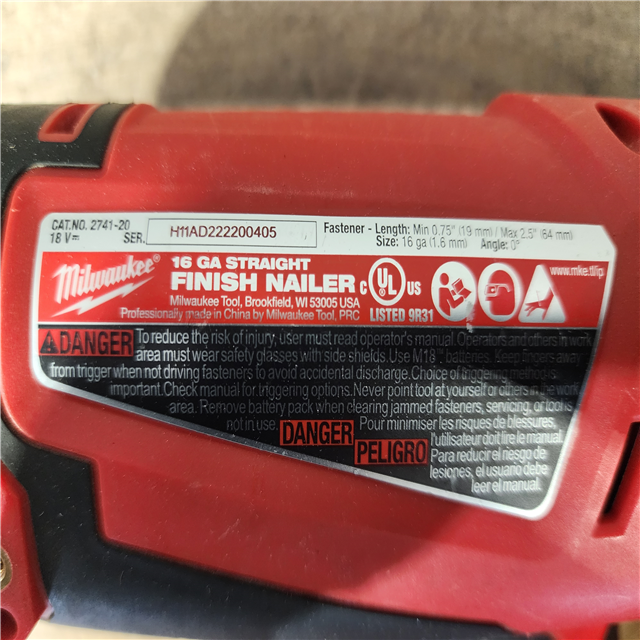 CAT.NO. 2741-20
18 V⎓ SER. H11AD222200405
Fastener - Length: Min 0.75" (19 mm) / Max 2.5" (64 mm)
Size: 16 ga (1.6 mm) Angle: 0°
Milwaukee
16 GA STRAIGHT
FINISH NAILER
Milwaukee Tool, Brookfield, WI 53005 USA
Professionally made in China by Milwaukee Tool, PRC
C UL US
LISTED 9R31
www.mke.tl/ip
DANGER To reduce the risk of injury, user must read operator's manual. Operators and others in work
area must wear safety glasses with side shields. Use M18™ batteries. Keep fingers away
from trigger when not driving fasteners to avoid accidental discharge. Choice of triggering method is
important. Check manual for triggering options. Never point tool at yourself or others in the work
area. Remove battery pack when clearing jammed fasteners, servicing, or tool is
not in use. DANGER Pour minimiser les risques de blessures,
l'utilisateur doit lire le manual.
PELIGRO Para reducir el riesgo de
lesiones, el usuario debe
leer el manual.